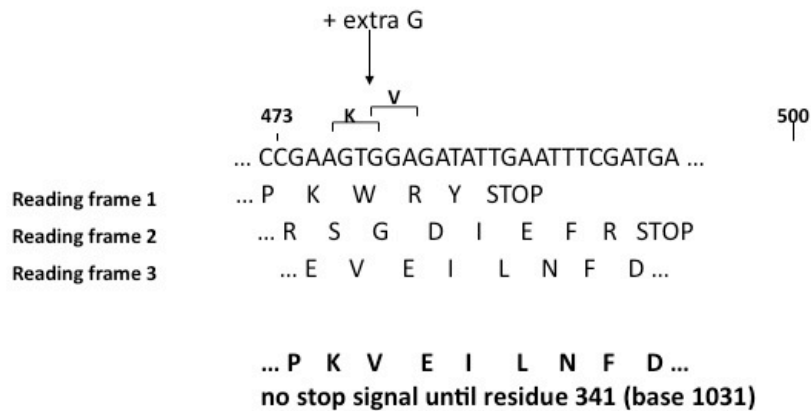 + extra G
V
473 K 500
... CCGAAGTGGAGATATTGAATTTCGATGA ...
Reading frame 1 ... P K W R Y STOP
Reading frame 2 ... R S G D I E F R STOP
Reading frame 3 ... E V E I L N F D ...
... P K V E I L N F D ...
no stop signal until residue 341 (base 1031)